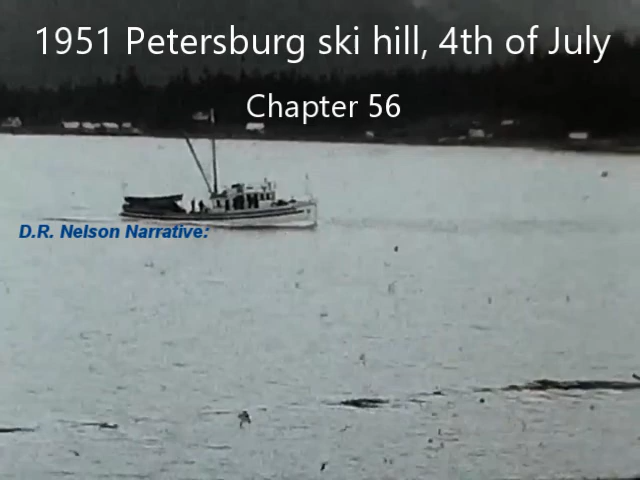 1951 Petersburg ski hill, 4th of July
Chapter 56
D.R. Nelson Narrative: